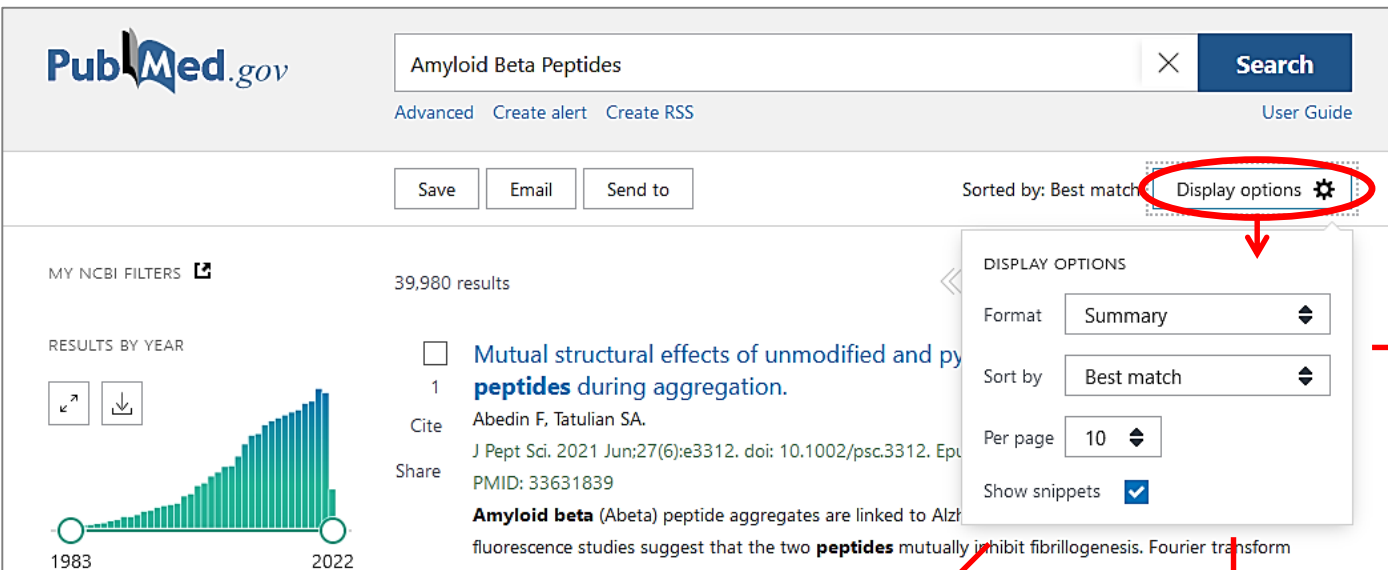 PubMed.gov
Amyloid Beta Peptides
Search
Advanced Create alert Create RSS
User Guide
Save Email Send to
Sorted by: Best match
Display options
MY NCBI FILTERS
39,980 results
DISPLAY OPTIONS
Format Summary
Sort by Best match
Per page 10
Show snippets
RESULTS BY YEAR
1983 2022
1
Cite
Share
Mutual structural effects of unmodified and py
peptides during aggregation.
Abedin F, Tatulian SA.
J Pept Sci. 2021 Jun;27(6):e3312. doi: 10.1002/psc.3312. Epu
PMID: 33631839
Amyloid beta (Abeta) peptide aggregates are linked to Alzh
fluorescence studies suggest that the two peptides mutually inhibit fibrillogenesis. Fourier transform